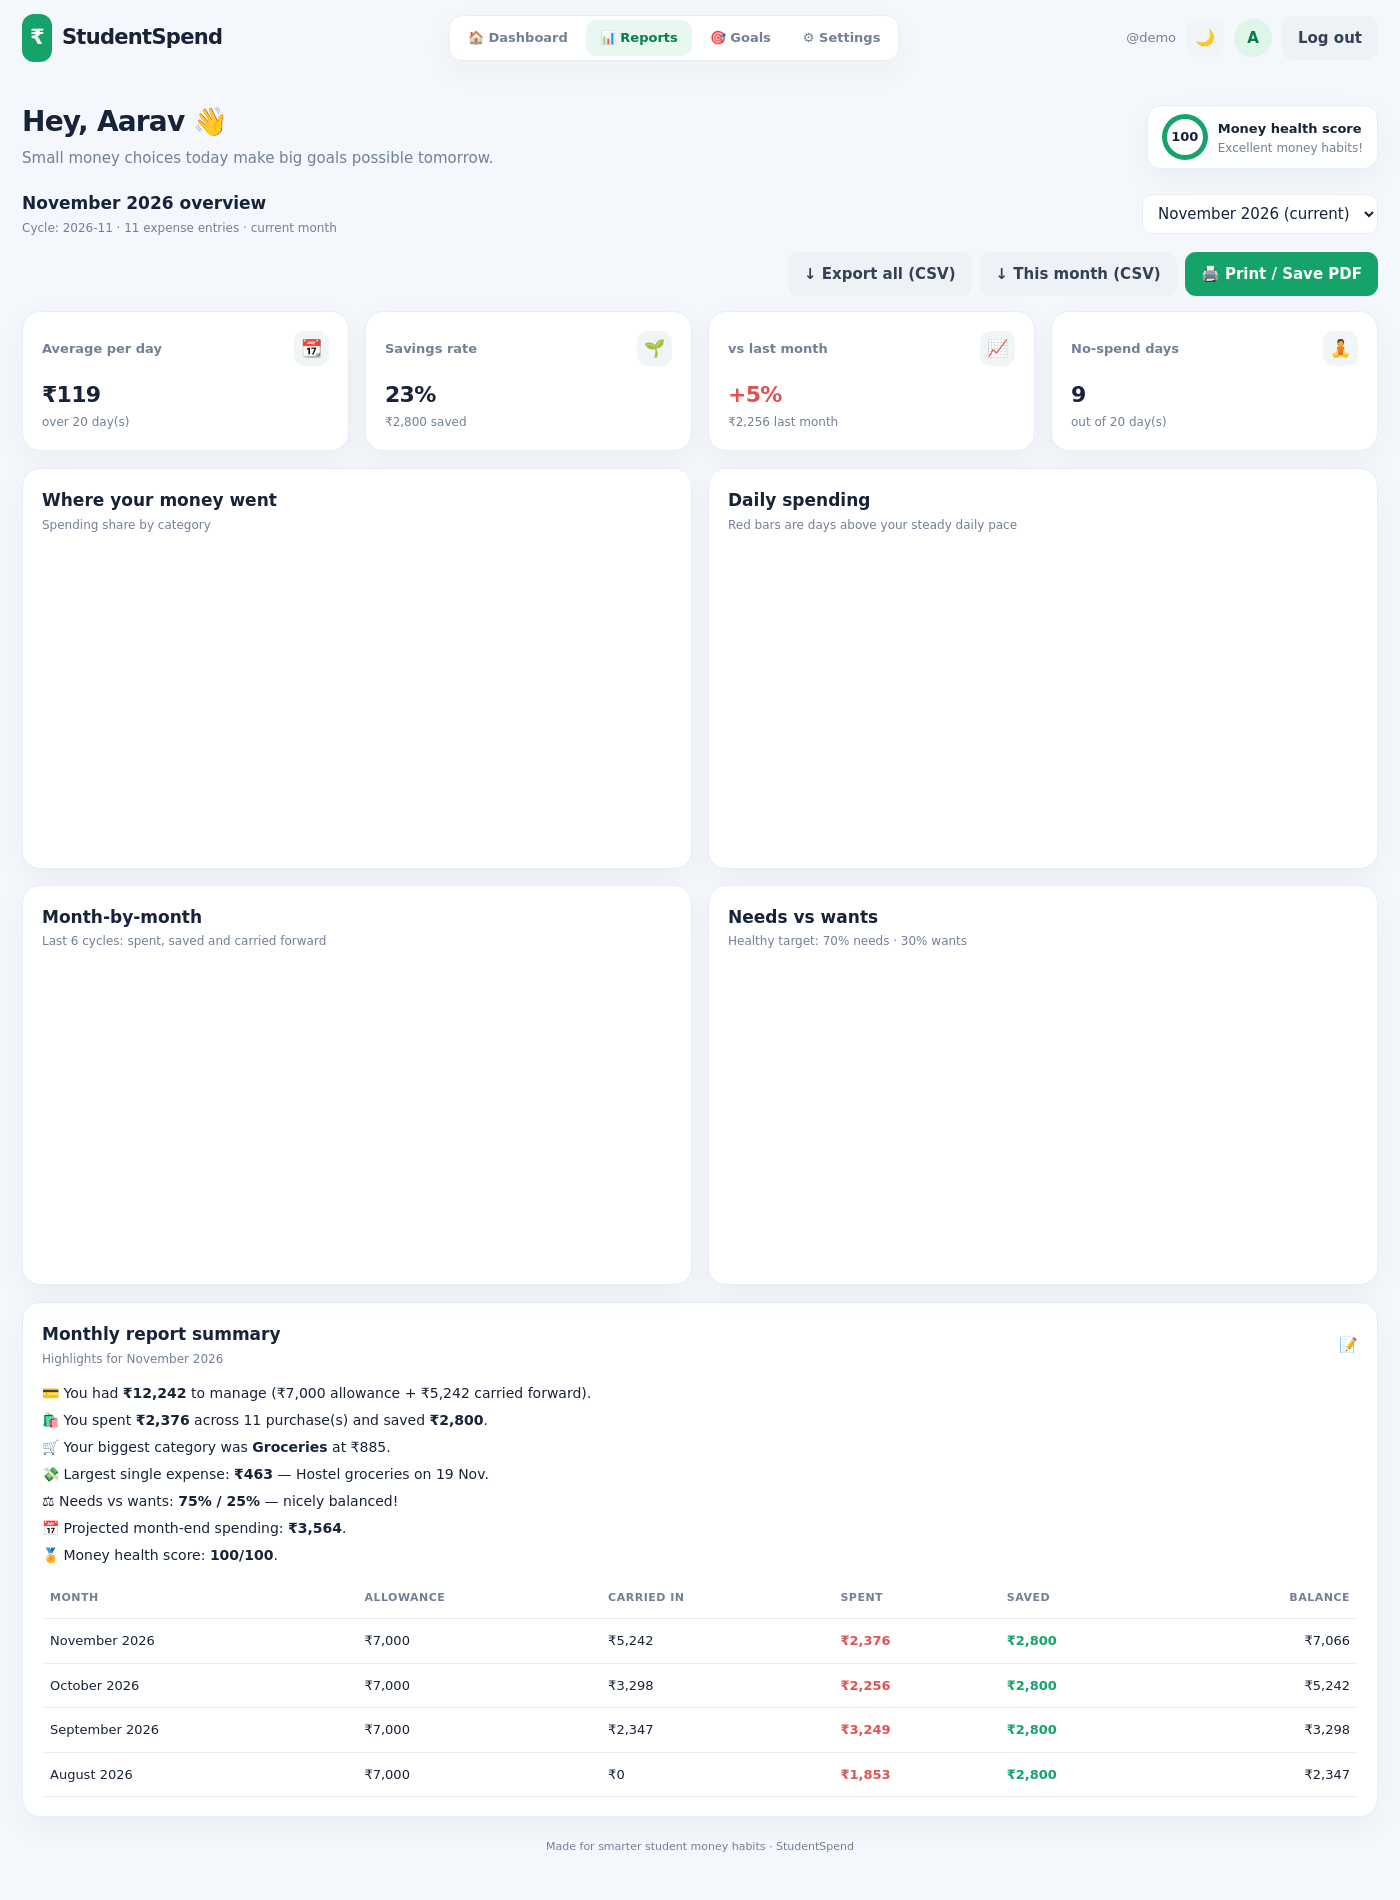 ₹ StudentSpend
🏠 Dashboard
📊 Reports
🎯 Goals
⚙ Settings
@demo
🌙
A
Log out
Hey, Aarav 👋
Small money choices today make big goals possible tomorrow.
100
Money health score
Excellent money habits!
November 2026 overview
Cycle: 2026-11 · 11 expense entries · current month
November 2026 (current)
↓ Export all (CSV)
↓ This month (CSV)
🖨️ Print / Save PDF
Average per day
₹119
over 20 day(s)
Savings rate
23%
₹2,800 saved
vs last month
+5%
₹2,256 last month
No-spend days
9
out of 20 day(s)
Where your money went
Spending share by category
Daily spending
Red bars are days above your steady daily pace
Month-by-month
Last 6 cycles: spent, saved and carried forward
Needs vs wants
Healthy target: 70% needs · 30% wants
Monthly report summary
Highlights for November 2026
💳 You had ₹12,242 to manage (₹7,000 allowance + ₹5,242 carried forward).
🛍️ You spent ₹2,376 across 11 purchase(s) and saved ₹2,800.
🛒 Your biggest category was Groceries at ₹885.
💸 Largest single expense: ₹463 — Hostel groceries on 19 Nov.
⚖ Needs vs wants: 75% / 25% — nicely balanced!
📅 Projected month-end spending: ₹3,564.
🏅 Money health score: 100/100.
MONTH ALLOWANCE CARRIED IN SPENT SAVED BALANCE
November 2026 ₹7,000 ₹5,242 ₹2,376 ₹2,800 ₹7,066
October 2026 ₹7,000 ₹3,298 ₹2,256 ₹2,800 ₹5,242
September 2026 ₹7,000 ₹2,347 ₹3,249 ₹2,800 ₹3,298
August 2026 ₹7,000 ₹0 ₹1,853 ₹2,800 ₹2,347
Made for smarter student money habits · StudentSpend